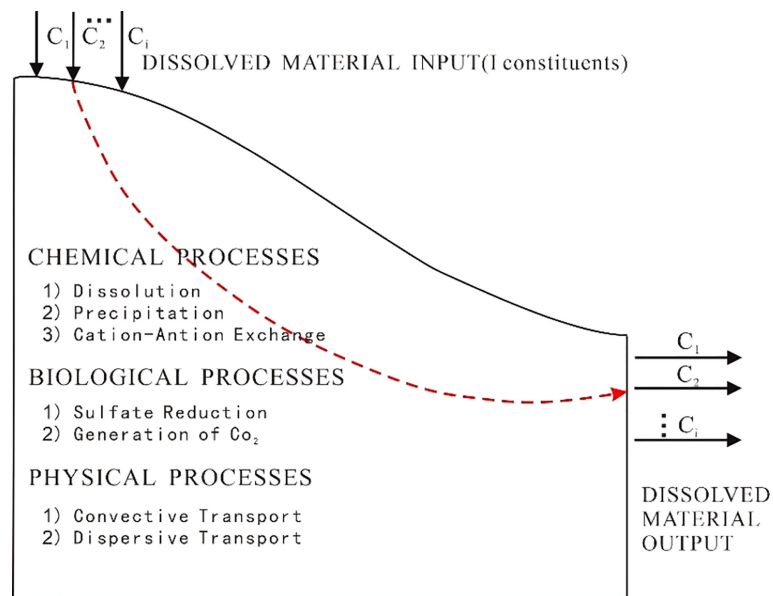 C₁ C₂ ... Cᵢ
DISSOLVED MATERIAL INPUT(I constituents)
CHEMICAL PROCESSES
1) Dissolution
2) Precipitation
3) Cation-Antion Exchange
BIOLOGICAL PROCESSES
1) Sulfate Reduction
2) Generation of Co₂
PHYSICAL PROCESSES
1) Convective Transport
2) Dispersive Transport
C₁
C₂
⋮ Cᵢ
DISSOLVED
MATERIAL
OUTPUT